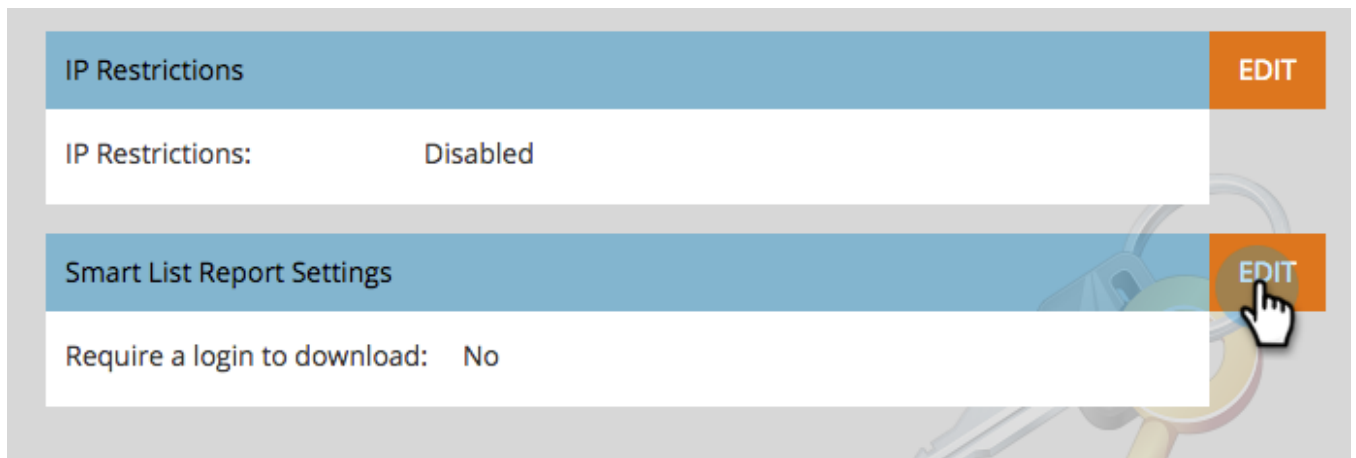 IP Restrictions EDIT
IP Restrictions: Disabled
Smart List Report Settings EDIT
Require a login to download: No